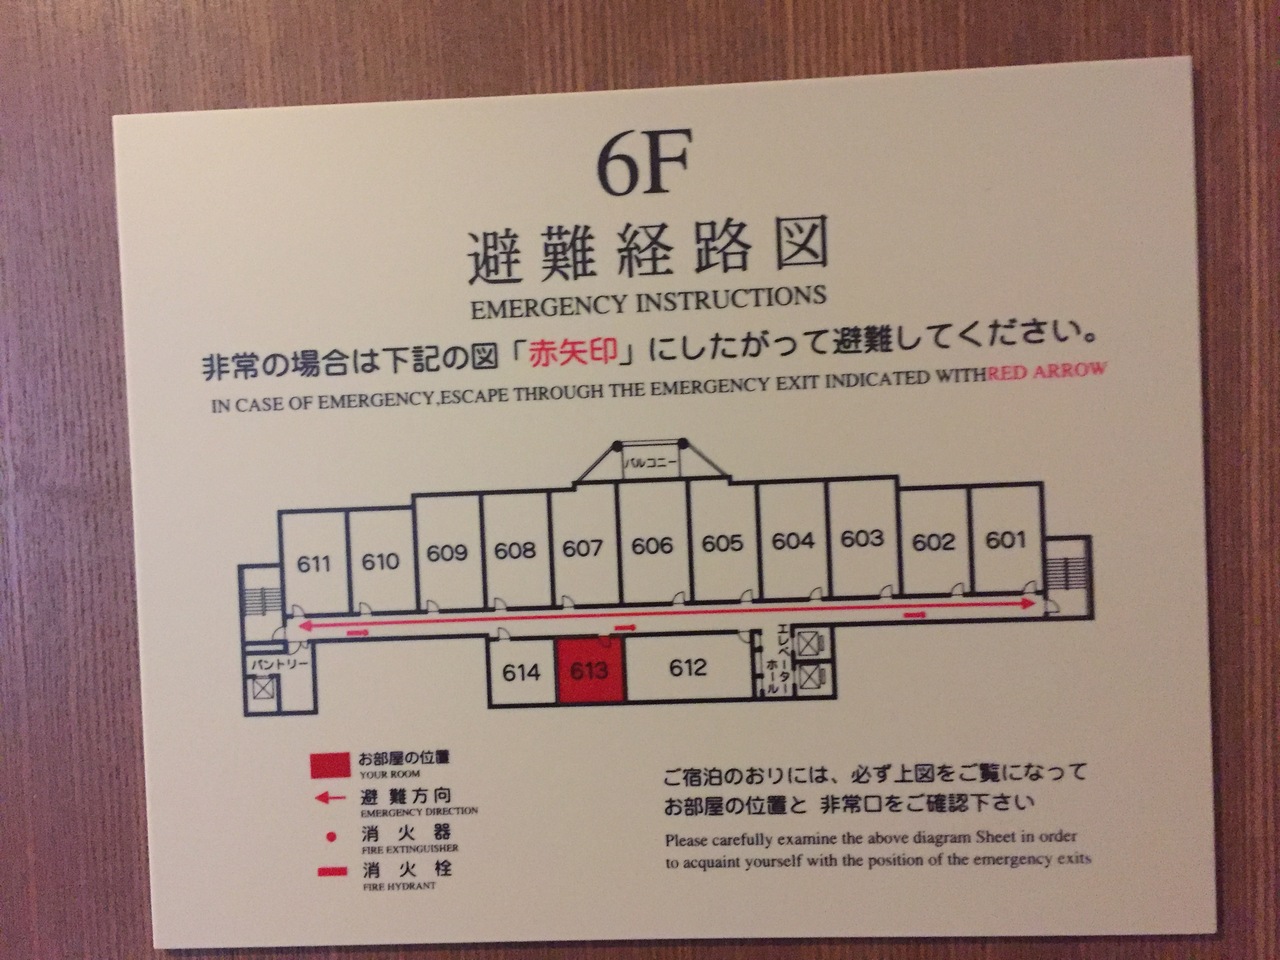 6F
避難経路図
EMERGENCY INSTRUCTIONS
非常の場合は下記の図「赤矢印」にしたがって避難してください。
IN CASE OF EMERGENCY,ESCAPE THROUGH THE EMERGENCY EXIT INDICATED WITHRED ARROW
バルコニー
611 610 609 608 607 606 605 604 603 602 601
パントリー
614 613 612
エレベーター
ホール
お部屋の位置
YOUR ROOM
避難方向
EMERGENCY DIRECTION
消火器
FIRE EXTINGUISHER
消火栓
FIRE HYDRANT
ご宿泊のおりには、必ず上図をご覧になって
お部屋の位置と 非常口をご確認下さい
Please carefully examine the above diagram Sheet in order
to acquaint yourself with the position of the emergency exits